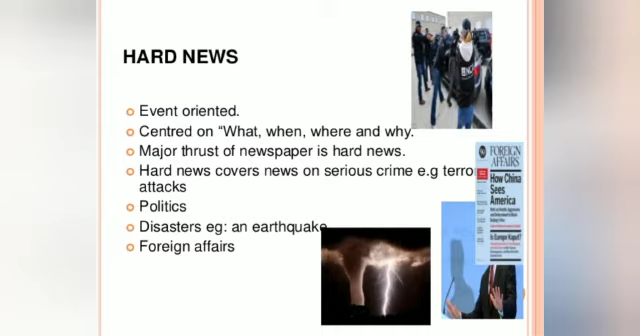 HARD NEWS
Event oriented.
Centred on “What, when, where and why.
Major thrust of newspaper is hard news.
Hard news covers news on serious crime e.g terro
attacks
Politics
Disasters eg: an earthquake
Foreign affairs
FOREIGN
AFFAIRS
How China
Sees
America
Is Europe Kaput?